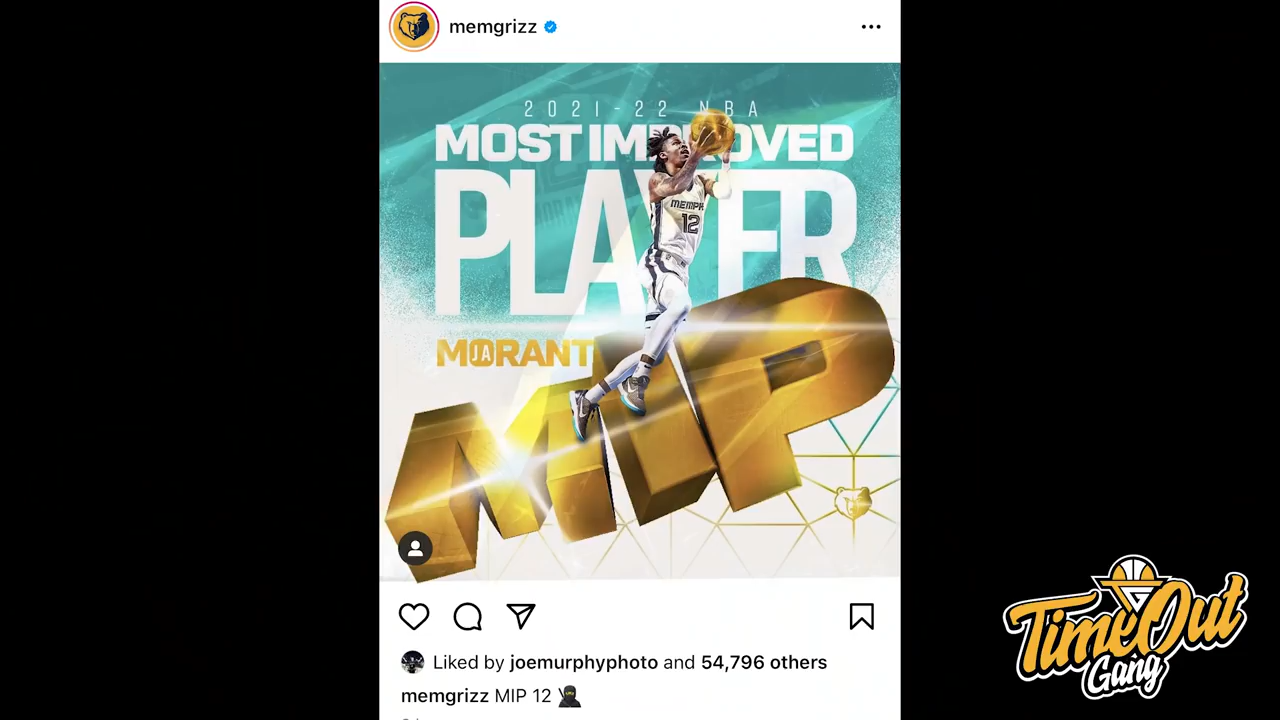 memgrizz
2021-22 NBA
MOST IMPROVED
PLAYER
MORANT
JA
MEMPHIS
12
MIP
Liked by joemurphyphoto and 54,796 others
memgrizz MIP 12 🥷
TimeOut
Gang